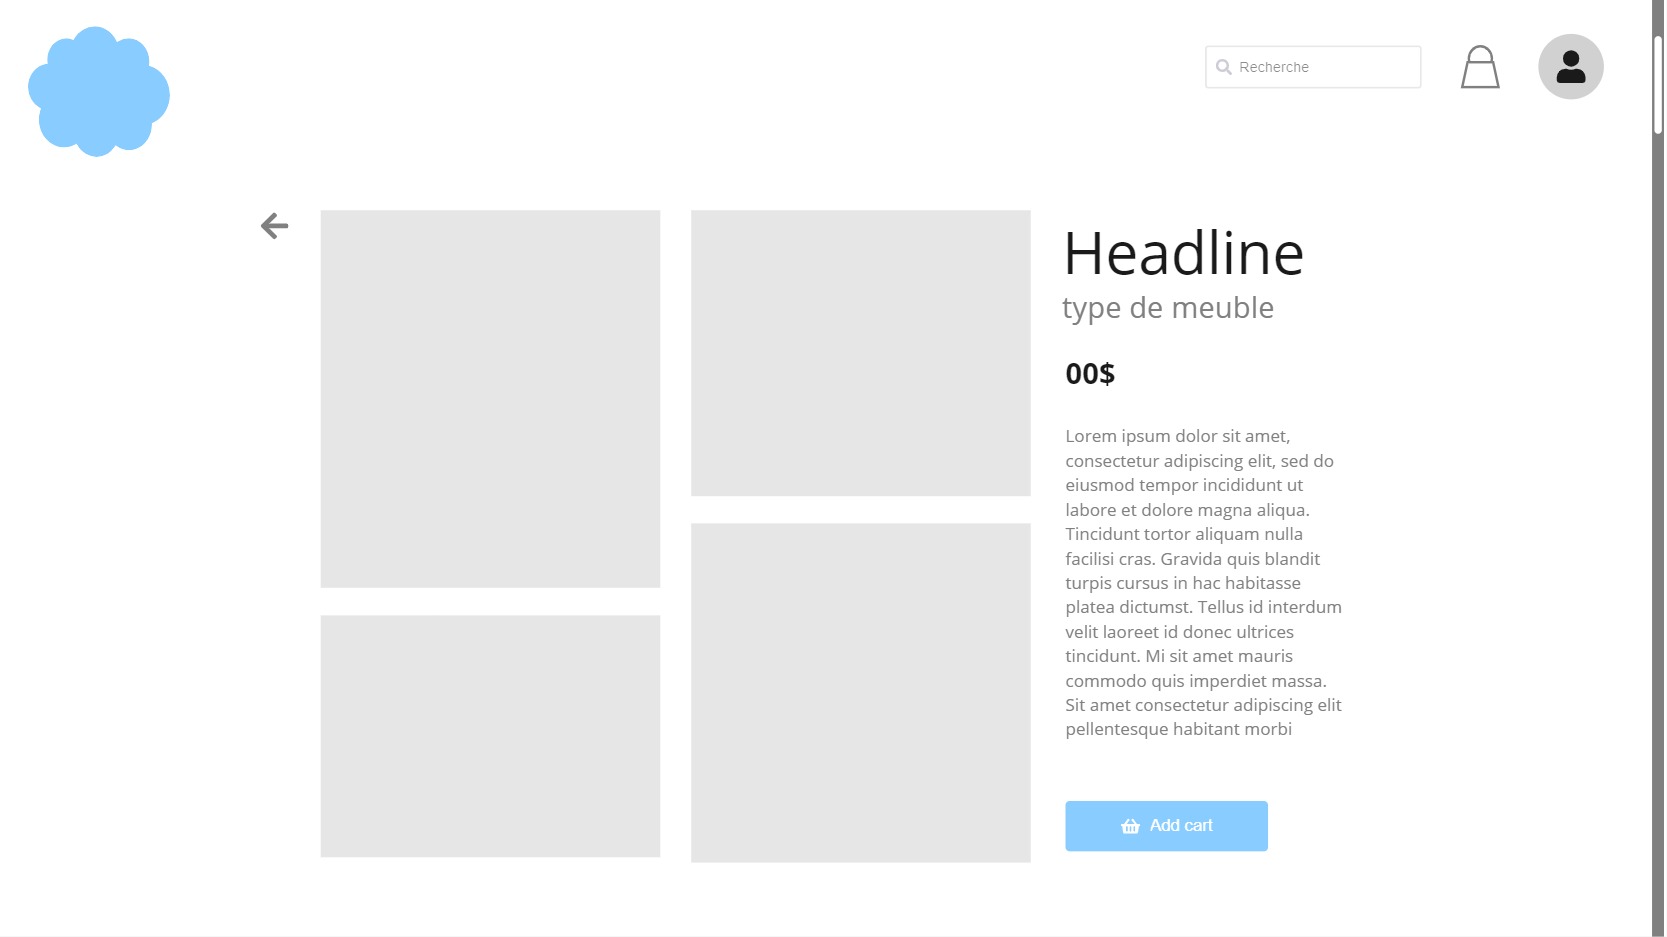 Recherche
Headline
type de meuble
00$
Lorem ipsum dolor sit amet,
consectetur adipiscing elit, sed do
eiusmod tempor incididunt ut
labore et dolore magna aliqua.
Tincidunt tortor aliquam nulla
facilisi cras. Gravida quis blandit
turpis cursus in hac habitasse
platea dictumst. Tellus id interdum
velit laoreet id donec ultrices
tincidunt. Mi sit amet mauris
commodo quis imperdiet massa.
Sit amet consectetur adipiscing elit
pellentesque habitant morbi
Add cart